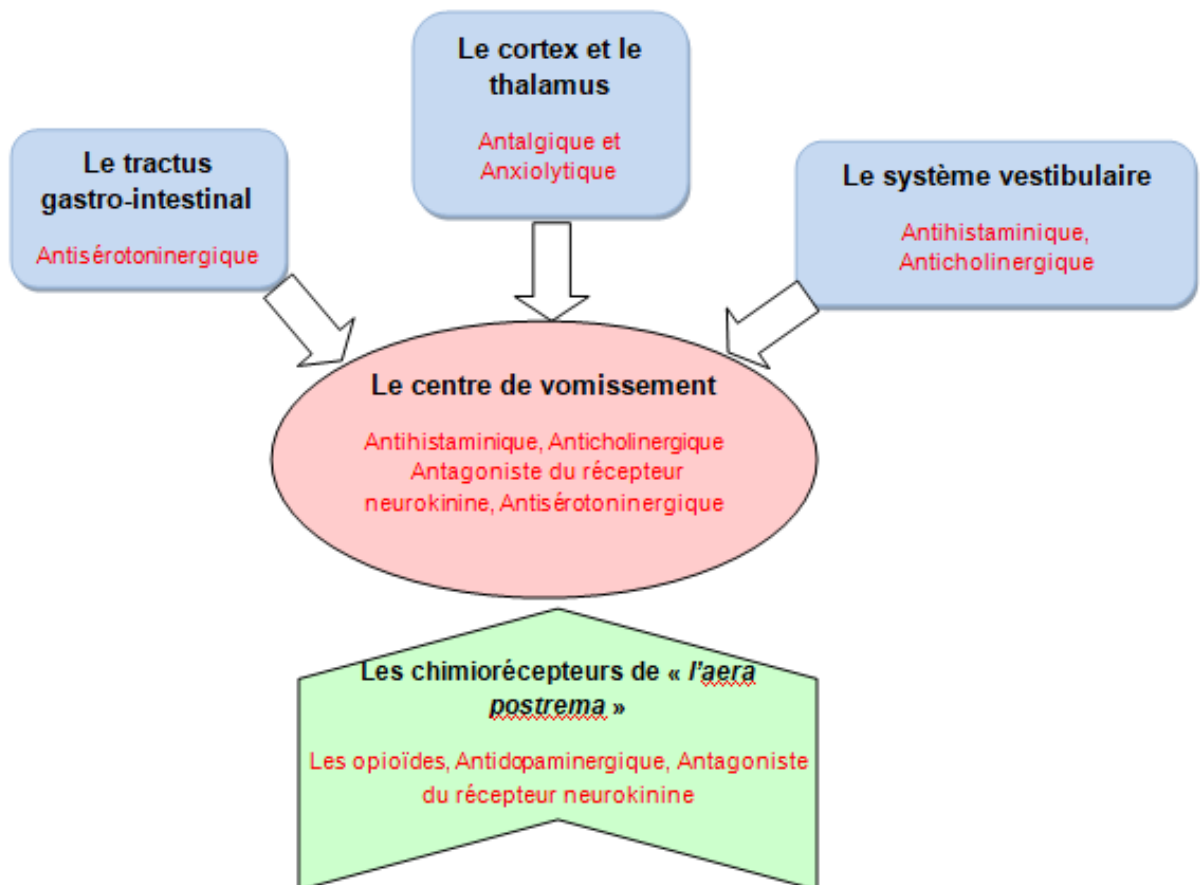 Le cortex et le
thalamus
Antalgique et
Anxiolytique
Le tractus
gastro-intestinal
Antisérotoninergique
Le système vestibulaire
Antihistaminique,
Anticholinergique
Le centre de vomissement
Antihistaminique, Anticholinergique
Antagoniste du récepteur
neurokinine, Antisérotoninergique
Les chimiorécepteurs de « l'aera
postrema »
Les opioïdes, Antidopaminergique, Antagoniste
du récepteur neurokinine